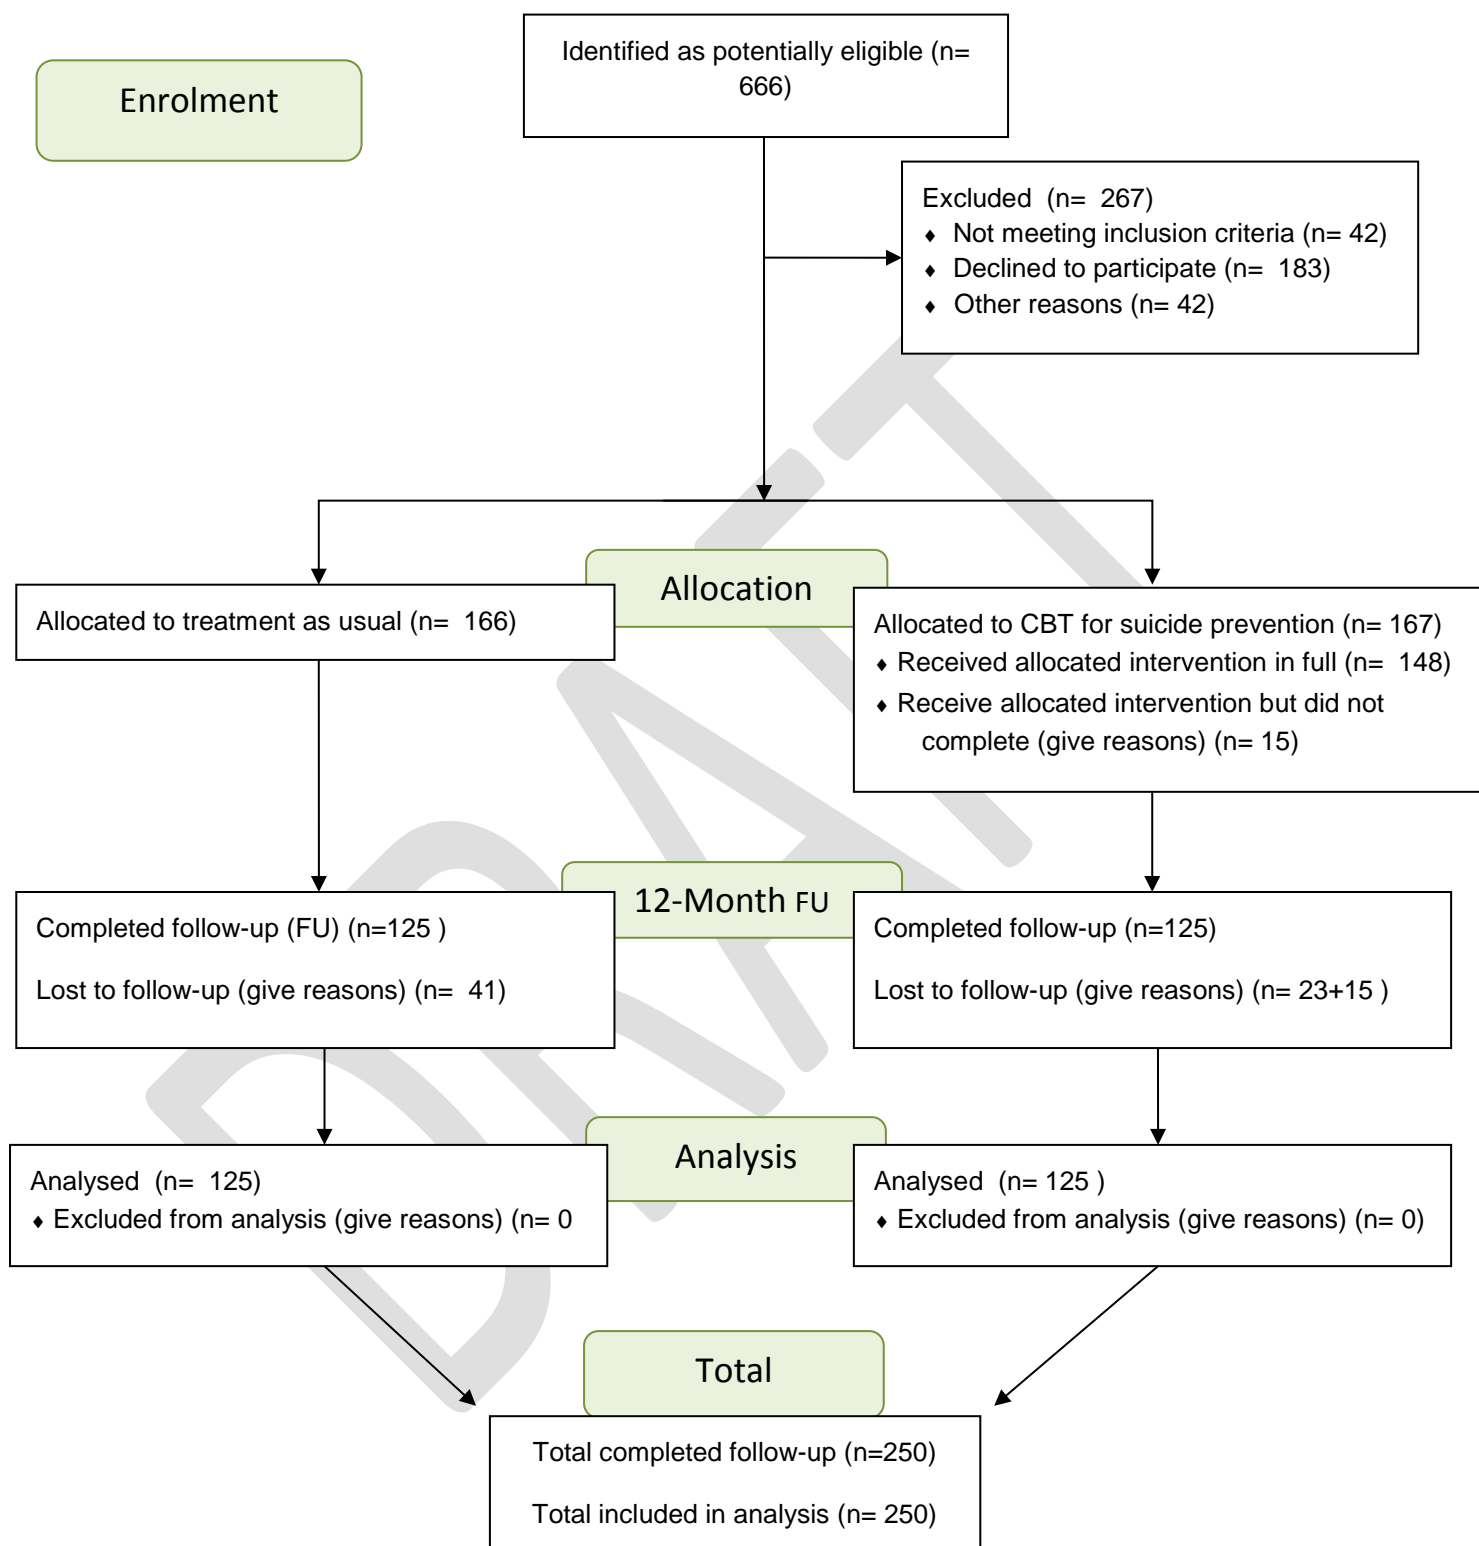 Identified as potentially eligible (n=
666)
Enrolment
Excluded  (n=  267)
♦ Not meeting inclusion criteria (n= 42)
♦ Declined to participate (n=  183)
♦ Other reasons (n= 42)
Allocation
Allocated to treatment as usual (n=  166)
Allocated to CBT for suicide prevention (n= 167)
♦ Received allocated intervention in full (n=  148)
♦ Receive allocated intervention but did not
complete (give reasons) (n= 15)
12-Month FU
Completed follow-up (FU) (n=125 )
Lost to follow-up (give reasons) (n=  41)
Completed follow-up (n=125)
Lost to follow-up (give reasons) (n= 23+15 )
Analysis
Analysed  (n=  125)
♦ Excluded from analysis (give reasons) (n= 0
Analysed  (n= 125 )
♦ Excluded from analysis (give reasons) (n= 0)
Total
Total completed follow-up (n=250)
Total included in analysis (n= 250)
DRAFT